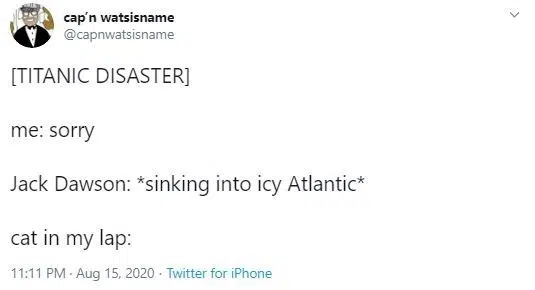 cap'n watsisname
@capnwatsisname
[TITANIC DISASTER]
me: sorry
Jack Dawson: *sinking into icy Atlantic*
cat in my lap:
11:11 PM · Aug 15, 2020 · Twitter for iPhone